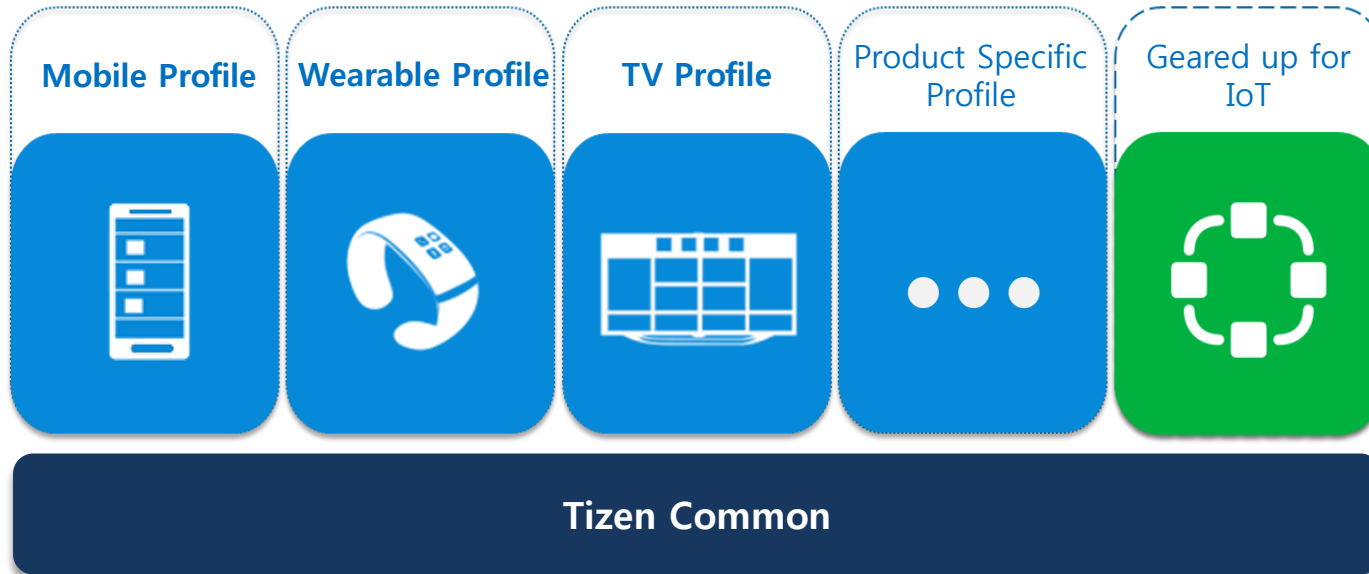 Mobile Profile
Wearable Profile
TV Profile
Product Specific
Profile
Geared up for
IoT
Tizen Common